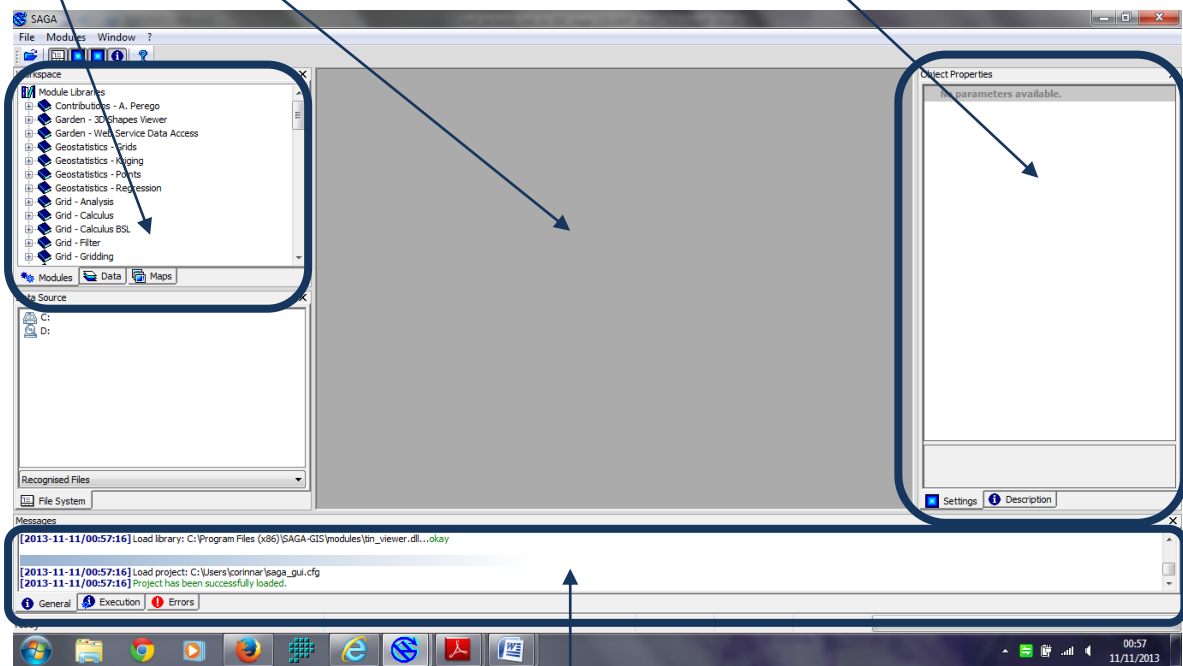 SAGA
File Modules Window ?
Workspace
Module Libraries
Contributions - A. Perego
Garden - 3D Shapes Viewer
Garden - Web Service Data Access
Geostatistics - Grids
Geostatistics - Kriging
Geostatistics - Points
Geostatistics - Regression
Grid - Analysis
Grid - Calculus
Grid - Calculus BSL
Grid - Filter
Grid - Gridding
Modules Data Maps
Data Source
C:
D:
Recognised Files
File System
Object Properties
No parameters available.
Settings Description
Messages
[2013-11-11/00:57:16] Load library: C:\Program Files (x86)\SAGA-GIS\modules\tin_viewer.dll...okay
[2013-11-11/00:57:16] Load project: C:\Users\corinnar\saga_gui.cfg
[2013-11-11/00:57:16] Project has been successfully loaded.
General Execution Errors
ready
00:57
11/11/2013